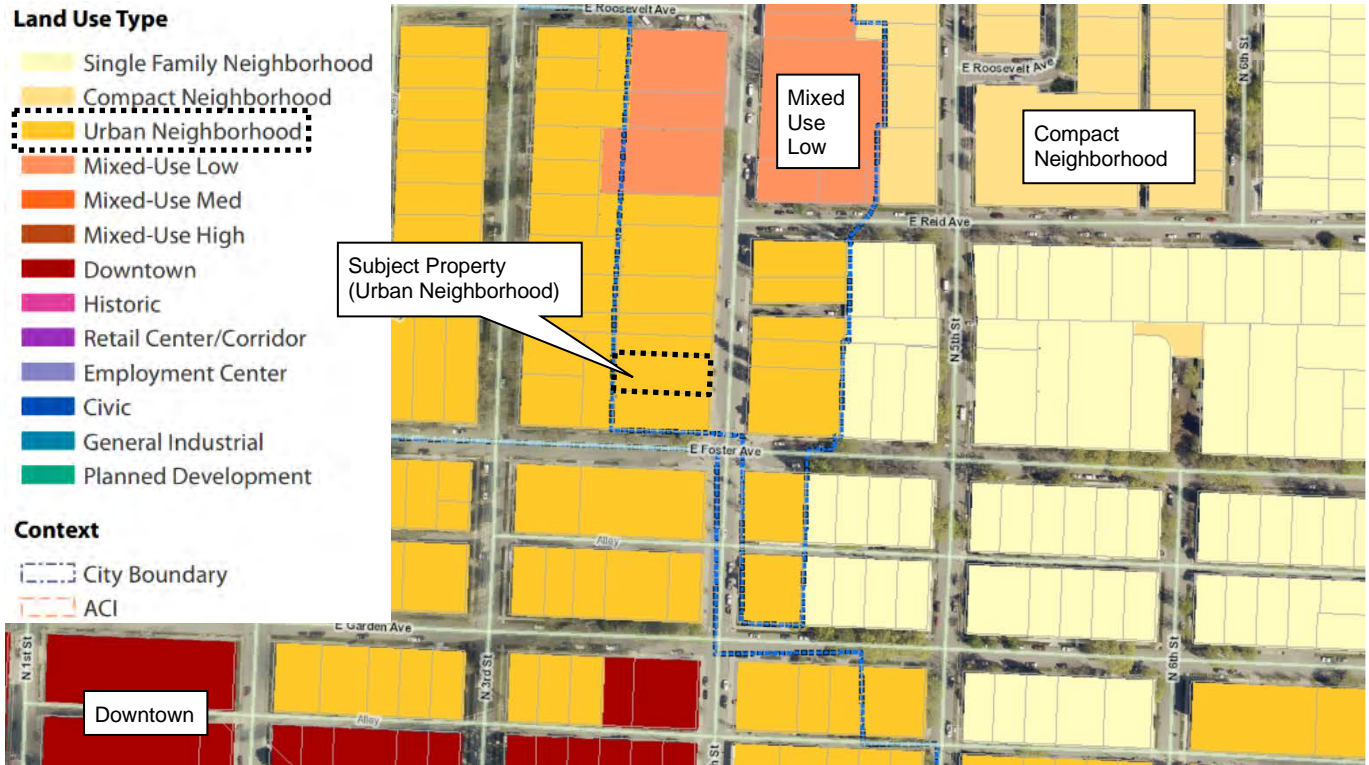 Land Use Type
Single Family Neighborhood
Compact Neighborhood
Urban Neighborhood
Mixed-Use Low
Mixed-Use Med
Mixed-Use High
Downtown
Historic
Retail Center/Corridor
Employment Center
Civic
General Industrial
Planned Development
Context
City Boundary
ACI
E Roosevelt Ave
E Roosevelt Ave
N 6th St
Mixed
Use
Low
Compact
Neighborhood
E Reid Ave
Subject Property
(Urban Neighborhood)
N 5th St
E Foster Ave
Alley
E Garden Ave
N 1st St
N 3rd St
N 6th St
Downtown
Alley
St